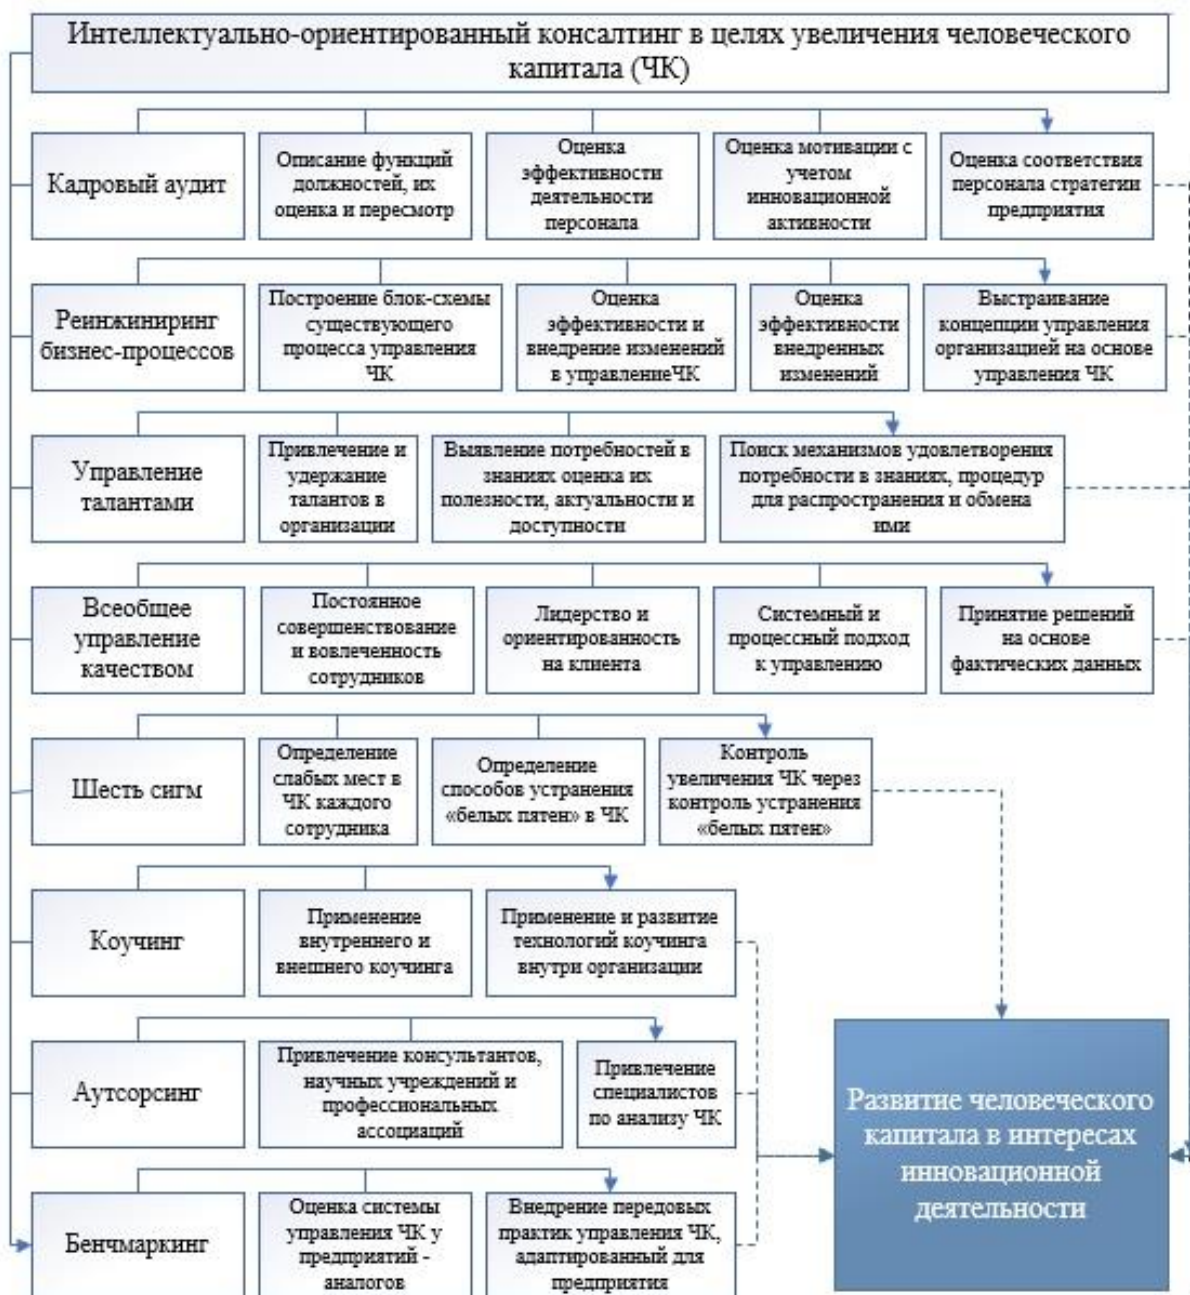 Интеллектуально-ориентированный консалтинг в целях увеличения человеческого
капитала (ЧК)
Кадровый аудит
Описание функций
должностей, их
оценка и пересмотр
Оценка
эффективности
деятельности
персонала
Оценка мотивации с
учетом
инновационной
активности
Оценка соответствия
персонала стратегии
предприятия
Реинжиниринг
бизнес-процессов
Построение блок-схемы
существующего
процесса управления
ЧК
Оценка
эффективности и
внедрение изменений
в управлениеЧК
Оценка
эффективности
внедренных
изменений
Выстраивание
концепции управления
организацией на основе
управления ЧК
Управление
талантами
Привлечение и
удержание
талантов в
организации
Выявление потребностей в
знаниях оценка их
полезности, актуальности и
доступности
Поиск механизмов удовлетворения
потребности в знаниях, процедур
для распространения и обмена
ими
Всеобщее
управление
качеством
Постоянное
совершенствование
и вовлеченность
сотрудников
Лидерство и
ориентированность
на клиента
Системный и
процессный подход
к управлению
Принятие решений
на основе
фактических данных
Шесть сигм
Определение
слабых мест в
ЧК каждого
сотрудника
Определение
способов устранения
«белых пятен» в ЧК
Контроль
увеличения ЧК через
контроль устранения
«белых пятен»
Коучинг
Применение
внутреннего и
внешнего коучинга
Применение и развитие
технологий коучинга
внутри организации
Аутсорсинг
Привлечение консультантов,
научных учреждений и
профессиональных
ассоциаций
Привлечение
специалистов
по анализу ЧК
Развитие человеческого
капитала в интересах
инновационной
деятельности
Бенчмаркинг
Оценка системы
управления ЧК у
предприятий -
аналогов
Внедрение передовых
практик управления ЧК,
адаптированный для
предприятия